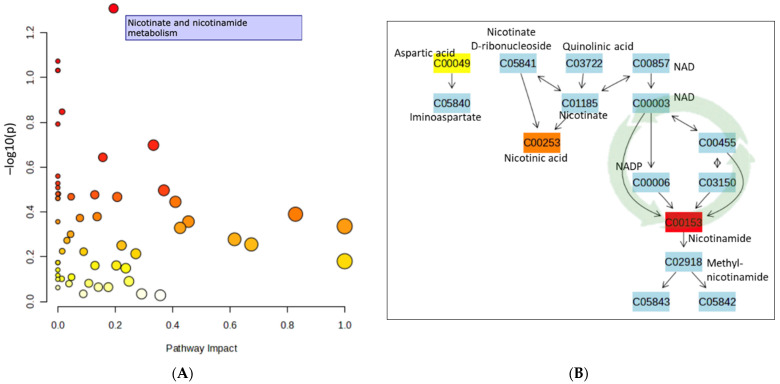 Nicotinate and nicotinamide
metabolism
−log10(p)
1.2
1.0
0.8
0.6
0.4
0.2
0.0
0.0 0.2 0.4 0.6 0.8 1.0
Pathway Impact
(A)
Nicotinate
D-ribonucleoside
Quinolinic acid
Aspartic acid
C00049
C05841
C03722
C00857
NAD
C05840
C01185
C00003
NAD
Iminoaspartate
Nicotinate
C00253
Nicotinic acid
C00455
NADP
C00006
C03150
C00153
Nicotinamide
C02918
Methyl-
nicotinamide
C05843
C05842
(B)